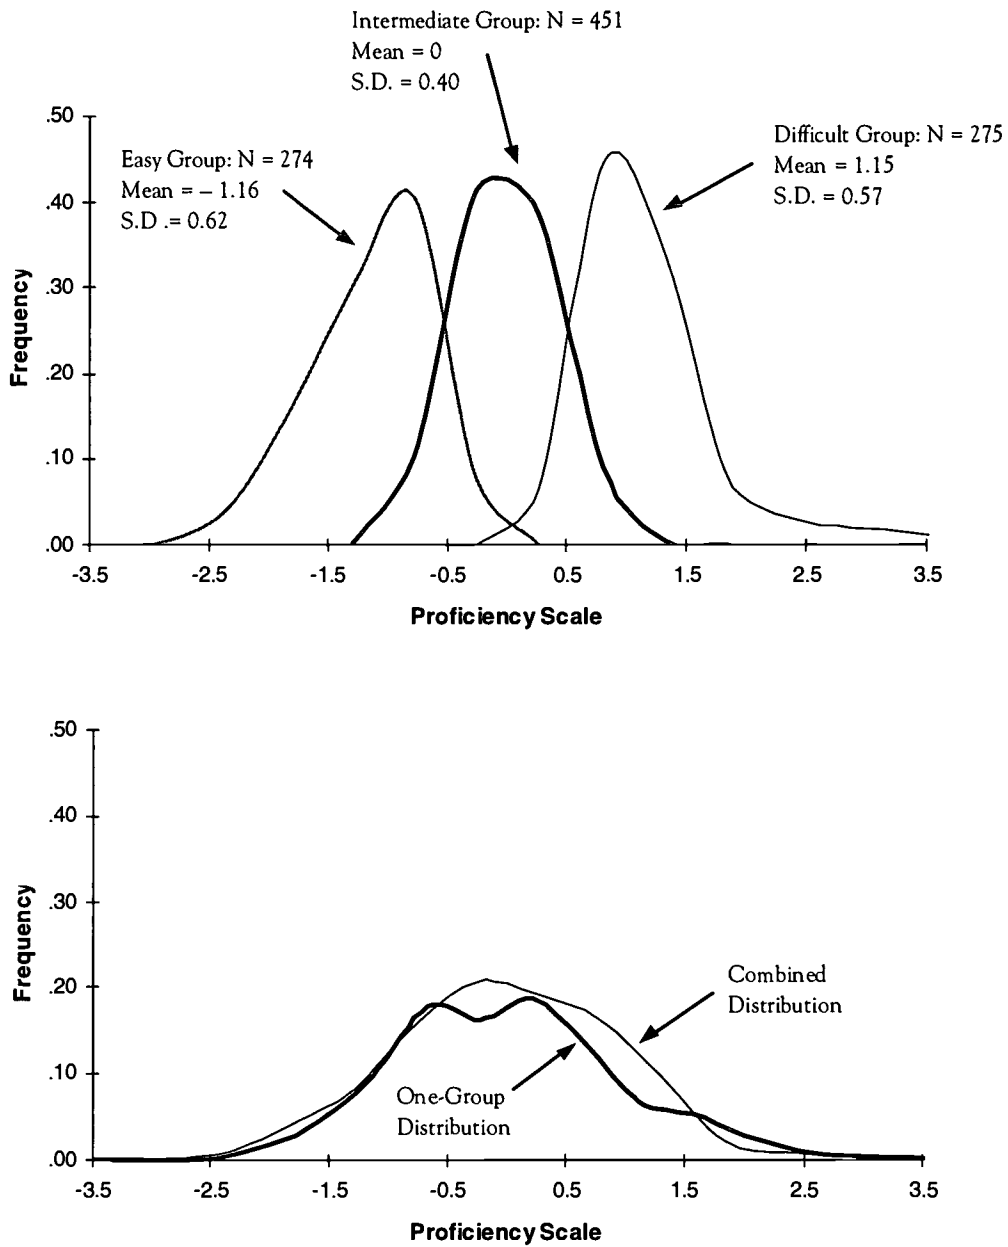 Intermediate Group: N = 451
Mean = 0
S.D. = 0.40
Difficult Group: N = 275
Mean = 1.15
S.D. = 0.57
Easy Group: N = 274
Mean = – 1.16
S.D .= 0.62
.50
.40
.30
.20
.10
.00
Frequency
-3.5 -2.5 -1.5 -0.5 0.5 1.5 2.5 3.5
Proficiency Scale
.50
.40
.30
.20
.10
.00
Frequency
Combined
Distribution
One-Group
Distribution
-3.5 -2.5 -1.5 -0.5 0.5 1.5 2.5 3.5
Proficiency Scale